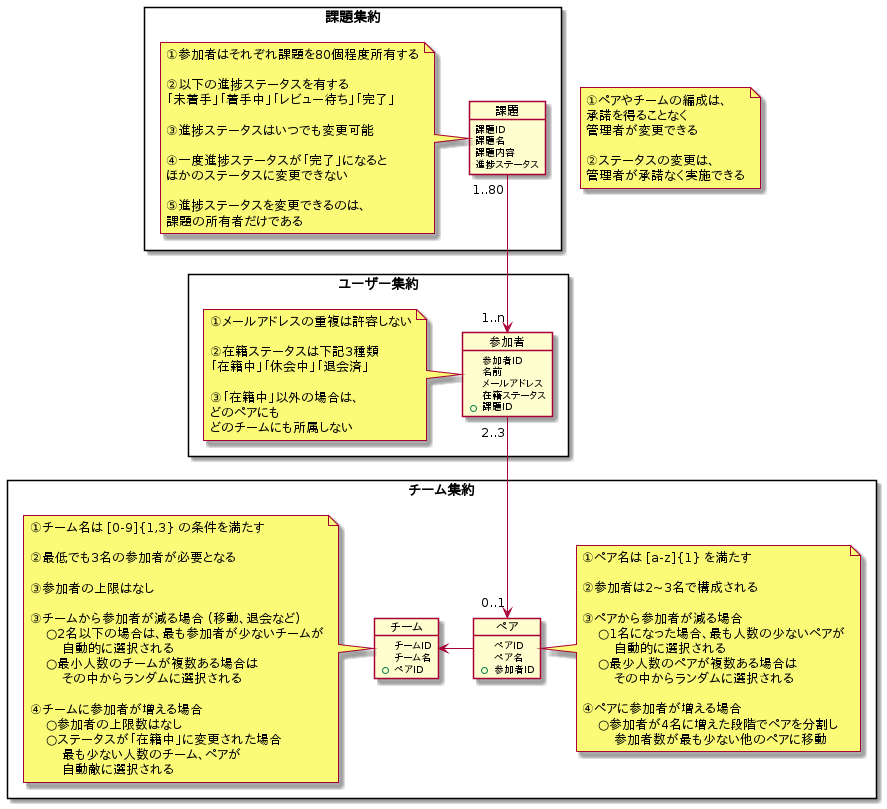 課題集約
①参加者はそれぞれ課題を80個程度所有する
②以下の進捗ステータスを有する
「未着手」「着手中」「レビュー待ち」「完了」
③進捗ステータスはいつでも変更可能
④一度進捗ステータスが「完了」になると
ほかのステータスに変更できない
⑤進捗ステータスを変更できるのは、
課題の所有者だけである
課題
課題ID
課題名
課題内容
進捗ステータス
①ペアやチームの編成は、
承諾を得ることなく
管理者が変更できる
②ステータスの変更は、
管理者が承諾なく実施できる
1..80
ユーザー集約
①メールアドレスの重複は許容しない
②在籍ステータスは下記3種類
「在籍中」「休会中」「退会済」
③「在籍中」以外の場合は、
どのペアにも
どのチームにも所属しない
1..n
参加者
参加者ID
名前
メールアドレス
在籍ステータス
課題ID
2..3
チーム集約
①チーム名は [0-9]{1,3} の条件を満たす
②最低でも3名の参加者が必要となる
③参加者の上限はなし
③チームから参加者が減る場合 (移動、退会など)
○2名以下の場合は、最も参加者が少ないチームが
自動的に選択される
○最小人数のチームが複数ある場合は
その中からランダムに選択される
④チームに参加者が増える場合
○参加者の上限数はなし
○ステータスが「在籍中」に変更された場合
最も少ない人数のチーム、ペアが
自動敵に選択される
チーム
チームID
チーム名
ペアID
0..1
ペア
ペアID
ペア名
参加者ID
①ペア名は [a-z]{1} を満たす
②参加者は2~3名で構成される
③ペアから参加者が減る場合
○1名になった場合、最も人数の少ないペアが
自動的に選択される
○最少人数のペアが複数ある場合は
その中からランダムに選択される
④ペアに参加者が増える場合
○参加者が4名に増えた段階でペアを分割し
参加者数が最も少ない他のペアに移動